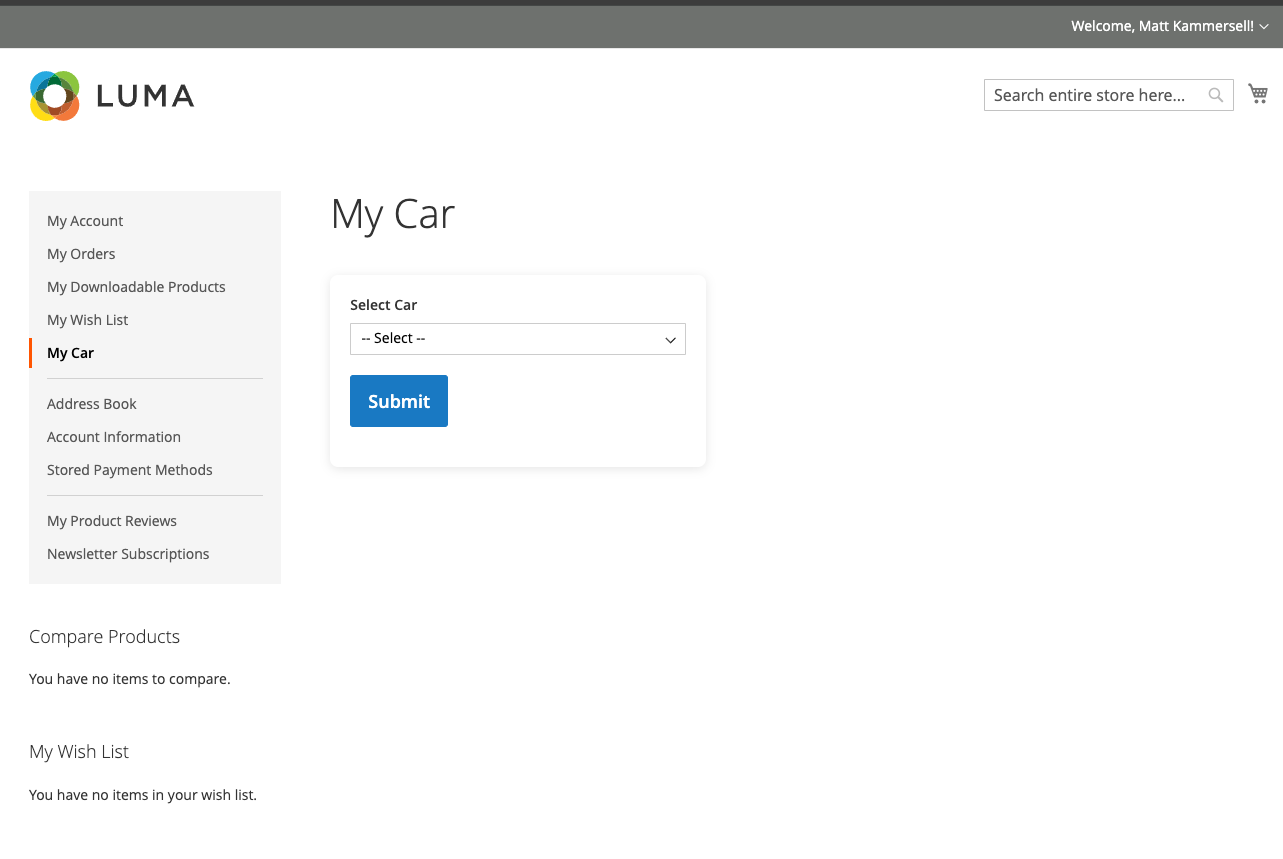 Welcome, Matt Kammersell!
LUMA
Search entire store here...
My Account
My Orders
My Downloadable Products
My Wish List
My Car
Address Book
Account Information
Stored Payment Methods
My Product Reviews
Newsletter Subscriptions
My Car
Select Car
-- Select --
Submit
Compare Products
You have no items to compare.
My Wish List
You have no items in your wish list.